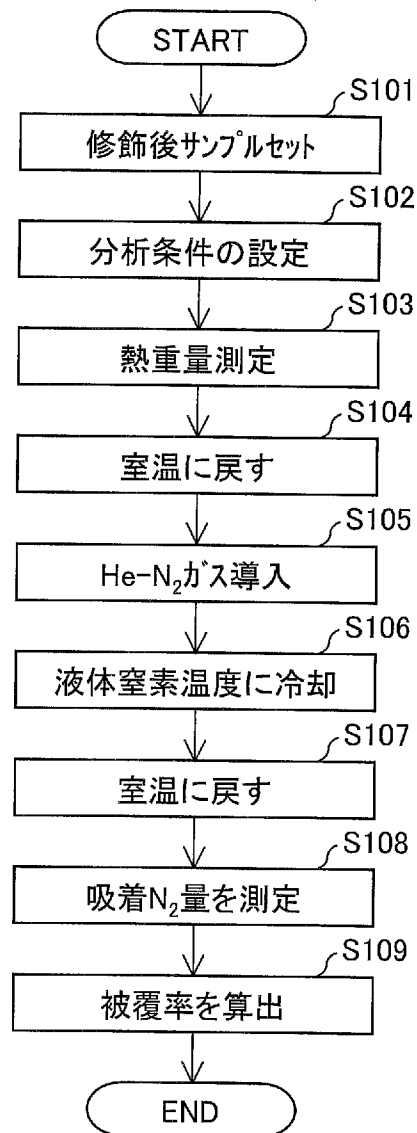 START
S101
修飾後サンプルセット
S102
分析条件の設定
S103
熱重量測定
S104
室温に戻す
S105
He-N₂ガス導入
S106
液体窒素温度に冷却
S107
室温に戻す
S108
吸着N₂量を測定
S109
被覆率を算出
END